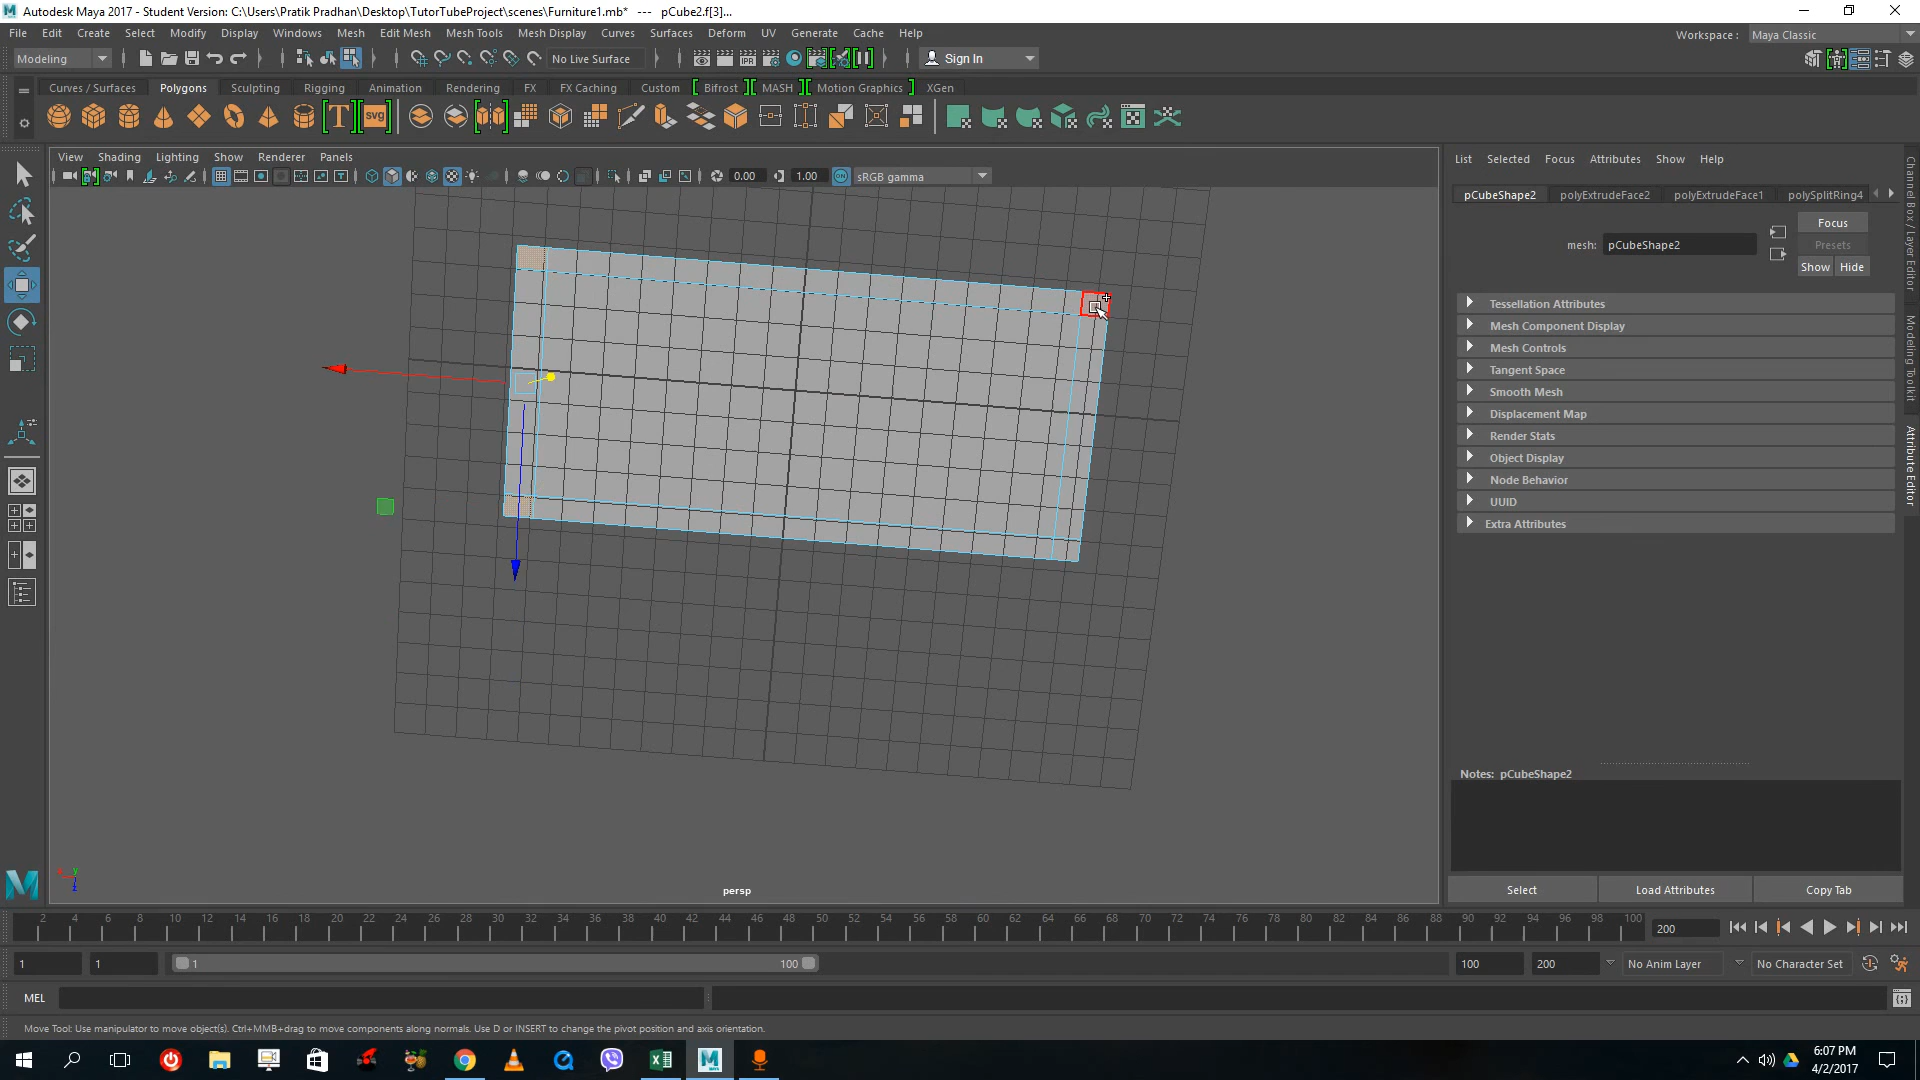 Autodesk Maya 2017 - Student Version: C:\Users\Pratik Pradhan\Desktop\TutorTubeProject\scenes\Furniture1.mb* --- pCube2.f[3]...
File Edit Create Select Modify Display Windows Mesh Edit Mesh Mesh Tools Mesh Display Curves Surfaces Deform UV Generate Cache Help Workspace : Maya Classic
Modeling No Live Surface Sign In
Curves / Surfaces Polygons Sculpting Rigging Animation Rendering FX FX Caching Custom Bifrost MASH Motion Graphics XGen
T SVG
View Shading Lighting Show Renderer Panels
0.00 1.00 ON sRGB gamma
List Selected Focus Attributes Show Help
pCubeShape2 polyExtrudeFace2 polyExtrudeFace1 polySplitRing4
Focus
mesh: pCubeShape2 Presets
Show Hide
Tessellation Attributes
Mesh Component Display
Mesh Controls
Tangent Space
Smooth Mesh
Displacement Map
Render Stats
Object Display
Node Behavior
UUID
Extra Attributes
Notes: pCubeShape2
Select Load Attributes Copy Tab
Channel Box / Layer Editor
Modeling Toolkit
Attribute Editor
persp
2 4 6 8 10 12 14 16 18 20 22 24 26 28 30 32 34 36 38 40 42 44 46 48 50 52 54 56 58 60 62 64 66 68 70 72 74 76 78 80 82 84 86 88 90 92 94 96 98 100 200
1 1 1 100 100 200 No Anim Layer No Character Set
MEL
Move Tool: Use manipulator to move object(s). Ctrl+MMB+drag to move components along normals. Use D or INSERT to change the pivot position and axis orientation.
6:07 PM
4/2/2017